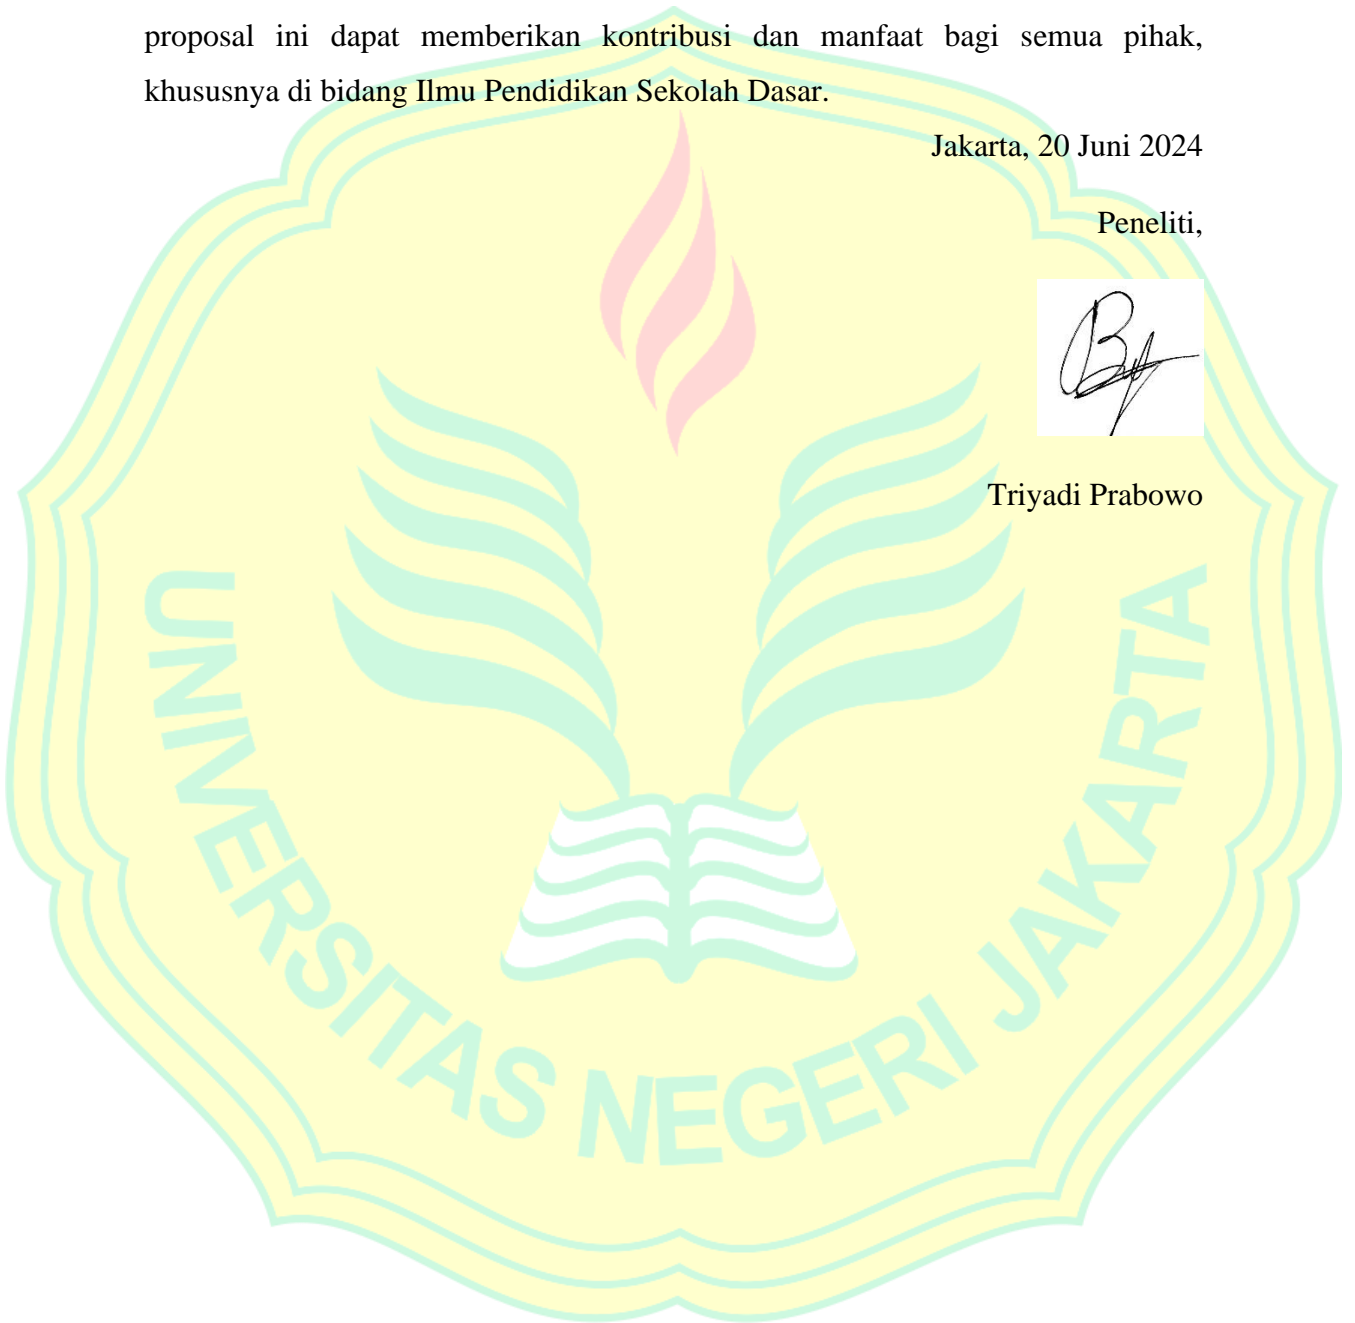 proposal ini dapat memberikan kontribusi dan manfaat bagi semua pihak,
khususnya di bidang Ilmu Pendidikan Sekolah Dasar.
Jakarta, 20 Juni 2024
Peneliti,
Triyadi Prabowo
UNIVERSITAS NEGERI JAKARTA